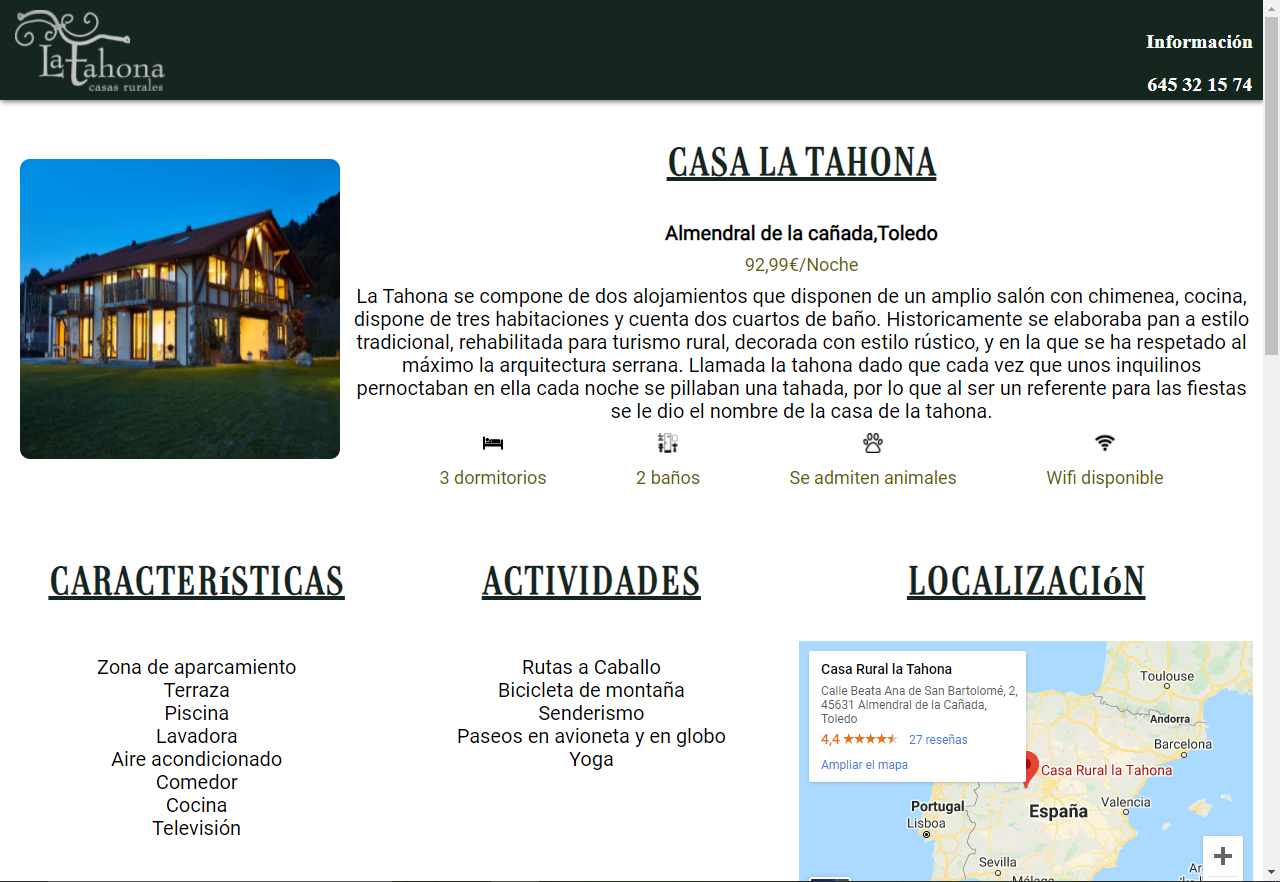 La Tahona
casas rurales
Información
645 32 15 74
CASA LA TAHONA
Almendral de la cañada,Toledo
92,99€/Noche
La Tahona se compone de dos alojamientos que disponen de un amplio salón con chimenea, cocina,
dispone de tres habitaciones y cuenta dos cuartos de baño. Historicamente se elaboraba pan a estilo
tradicional, rehabilitada para turismo rural, decorada con estilo rústico, y en la que se ha respetado al
máximo la arquitectura serrana. Llamada la tahona dado que cada vez que unos inquilinos
pernoctaban en ella cada noche se pillaban una tahada, por lo que al ser un referente para las fiestas
se le dio el nombre de la casa de la tahona.
3 dormitorios
2 baños
Se admiten animales
Wifi disponible
CARACTERíSTICAS
Zona de aparcamiento
Terraza
Piscina
Lavadora
Aire acondicionado
Comedor
Cocina
Televisión
ACTIVIDADES
Rutas a Caballo
Bicicleta de montaña
Senderismo
Paseos en avioneta y en globo
Yoga
LOCALIZACIóN
Casa Rural la Tahona
Calle Beata Ana de San Bartolomé, 2,
45631 Almendral de la Cañada,
Toledo
4,4 27 reseñas
Ampliar el mapa
Toulouse
Andorra
Barcelona
Casa Rural la Tahona
Portugal
Lisboa
España
Valencia
Sevilla
Málaga